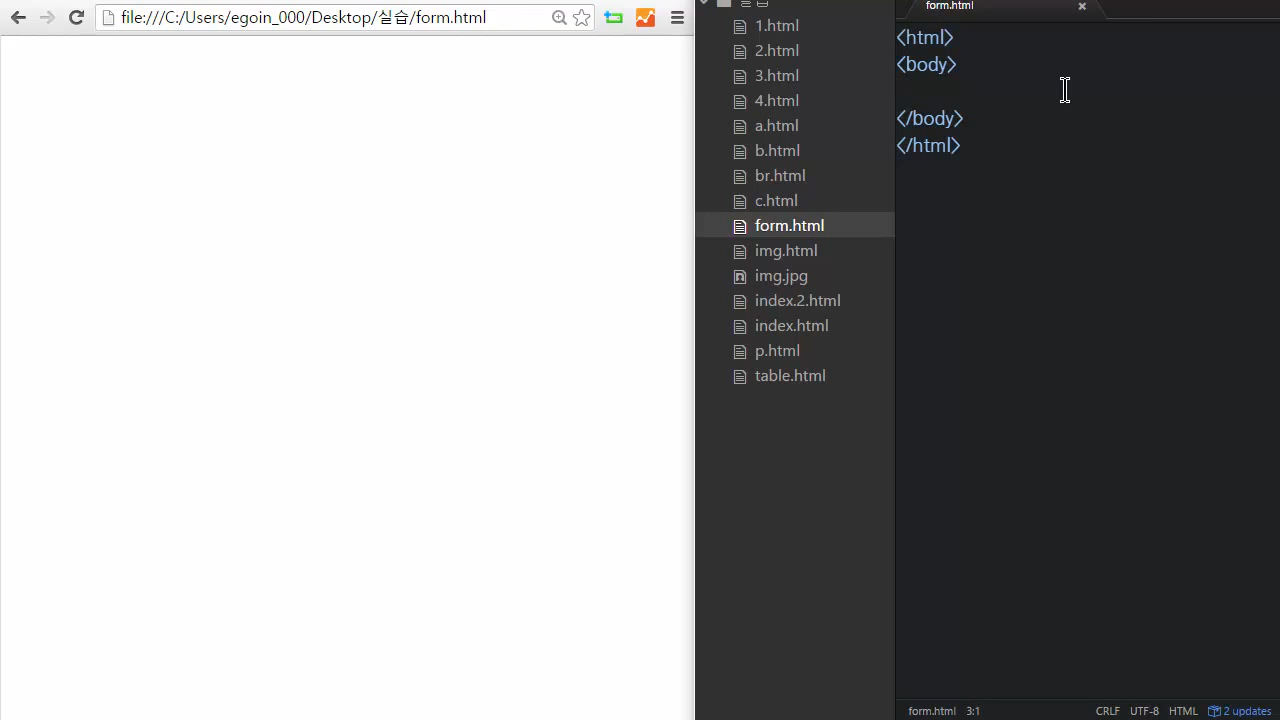 file:///C:/Users/egoin_000/Desktop/실습/form.html
1.html
2.html
3.html
4.html
a.html
b.html
br.html
c.html
form.html
img.html
img.jpg
index.2.html
index.html
p.html
table.html
form.html
<html>
<body>
</body>
</html>
form.html 3:1 CRLF UTF-8 HTML 2 updates